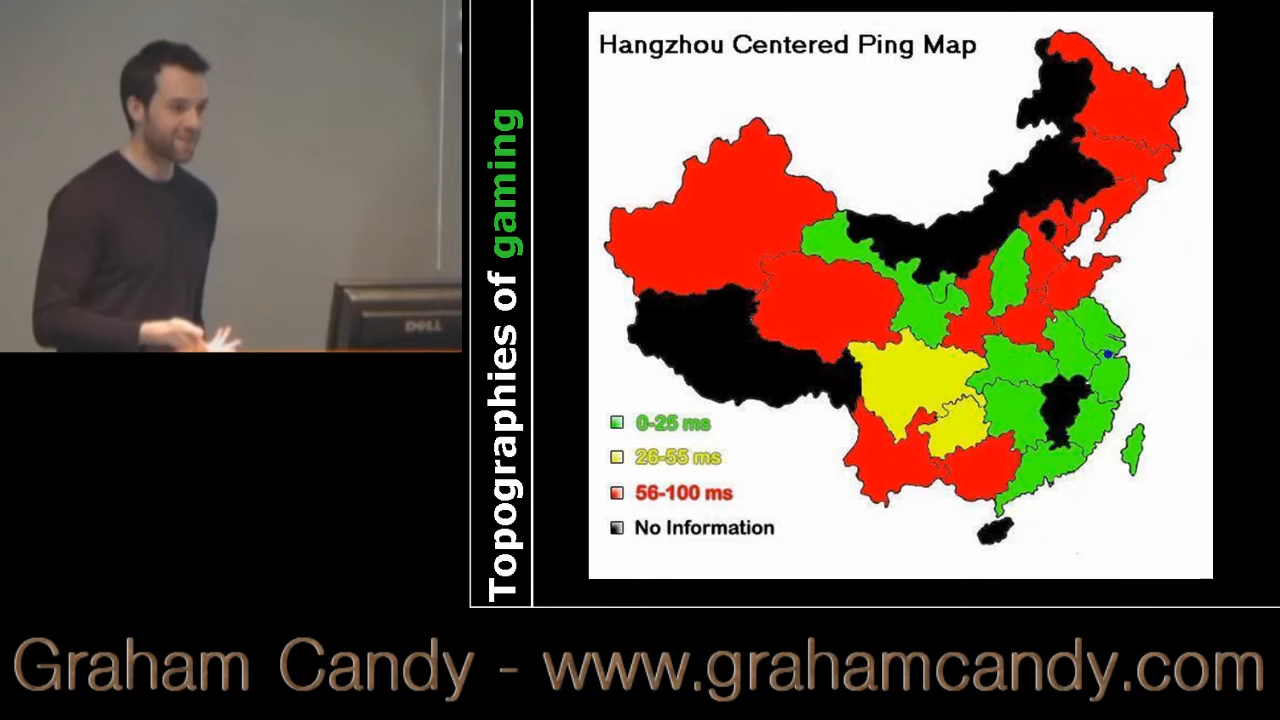 Hangzhou Centered Ping Map
0-25 ms
26-55 ms
56-100 ms
No Information
Topographies of gaming
DELL
Graham Candy - www.grahamcandy.com